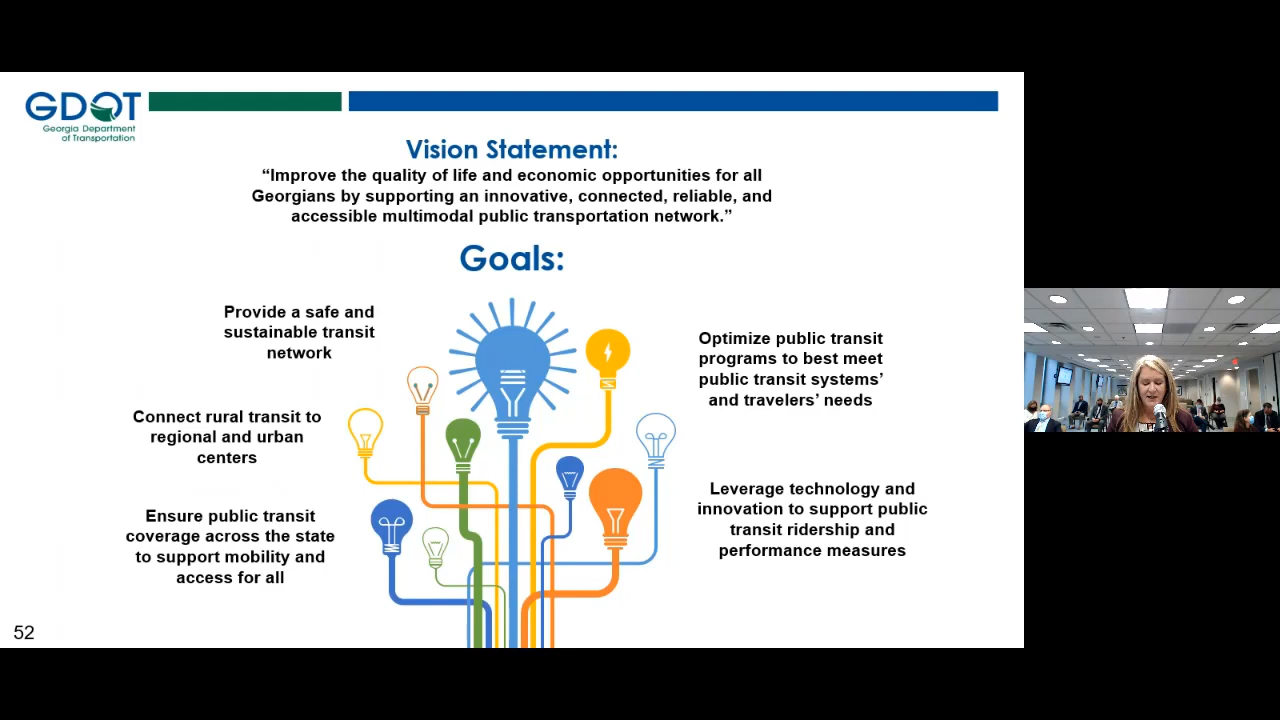 GDOT
Georgia Department
of Transportation
Vision Statement:
“Improve the quality of life and economic opportunities for all
Georgians by supporting an innovative, connected, reliable, and
accessible multimodal public transportation network.”
Goals:
Provide a safe and
sustainable transit
network
Connect rural transit to
regional and urban
centers
Ensure public transit
coverage across the state
to support mobility and
access for all
Optimize public transit
programs to best meet
public transit systems’
and travelers’ needs
Leverage technology and
innovation to support public
transit ridership and
performance measures
52